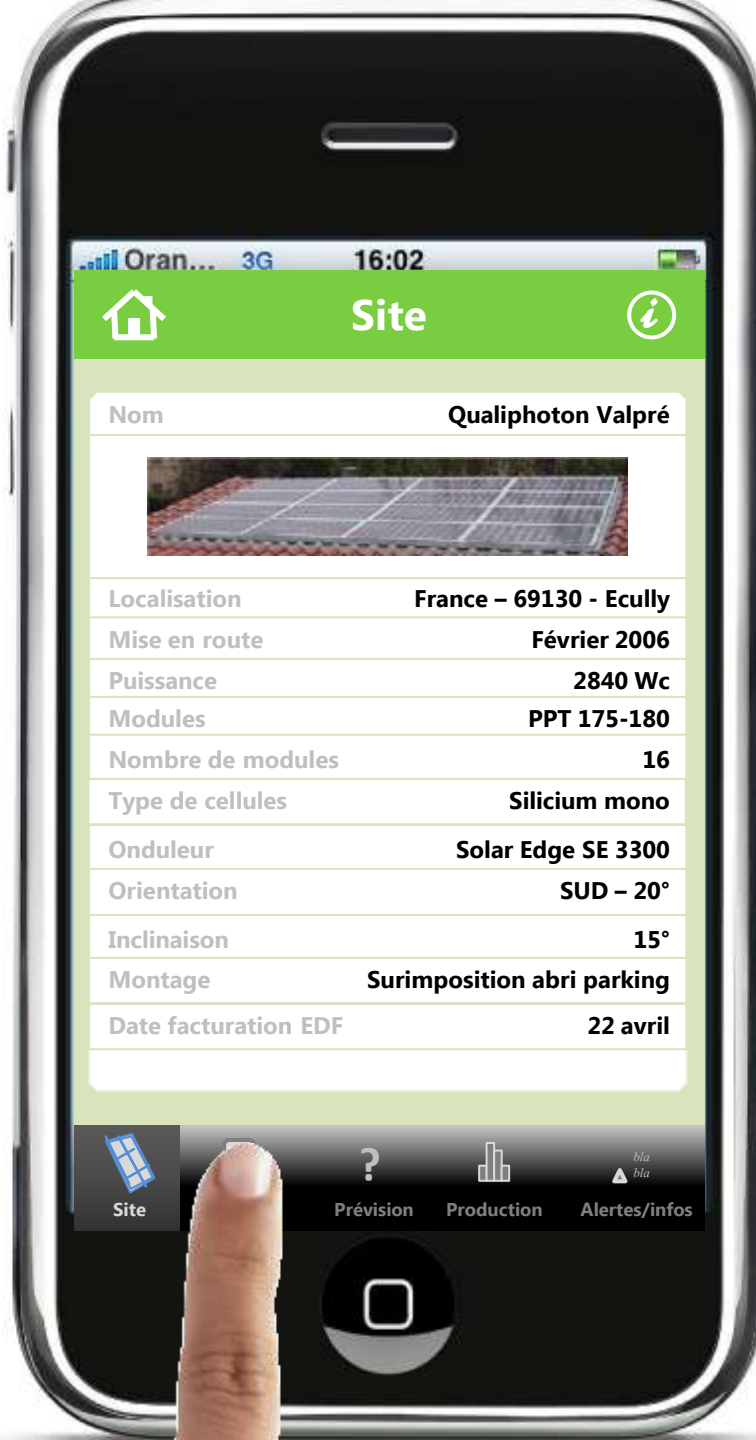 Oran... 3G 16:02
Site
Nom Qualiphoton Valpré
Localisation France – 69130 - Ecully
Mise en route Février 2006
Puissance 2840 Wc
Modules PPT 175-180
Nombre de modules 16
Type de cellules Silicium mono
Onduleur Solar Edge SE 3300
Orientation SUD – 20°
Inclinaison 15°
Montage Surimposition abri parking
Date facturation EDF 22 avril
? bla
bla
Site Prévision Production Alertes/infos